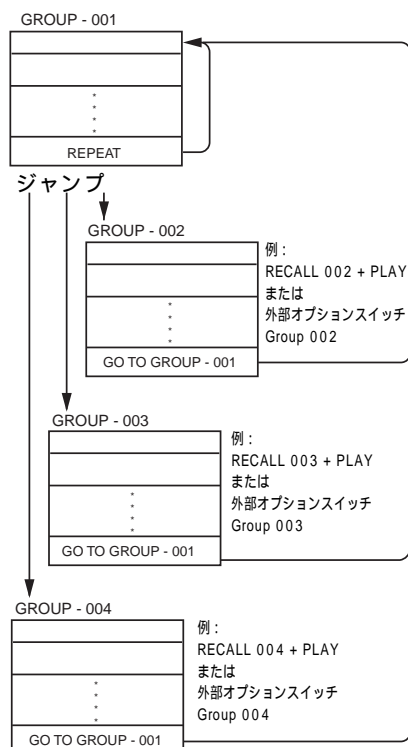 GROUP - 001
*
*
*
*
REPEAT
ジャンプ
GROUP - 002
*
*
*
*
GO TO GROUP - 001
例：
RECALL 002 + PLAY
または
外部オプションスイッチ
Group 002
GROUP - 003
*
*
*
*
GO TO GROUP - 001
例：
RECALL 003 + PLAY
または
外部オプションスイッチ
Group 003
GROUP - 004
*
*
*
*
GO TO GROUP - 001
例：
RECALL 004 + PLAY
または
外部オプションスイッチ
Group 004